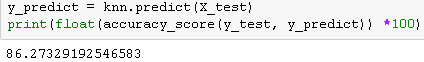 y_predict = knn.predict(X_test)
print(float(accuracy_score(y_test, y_predict)) *100)
86.27329192546583